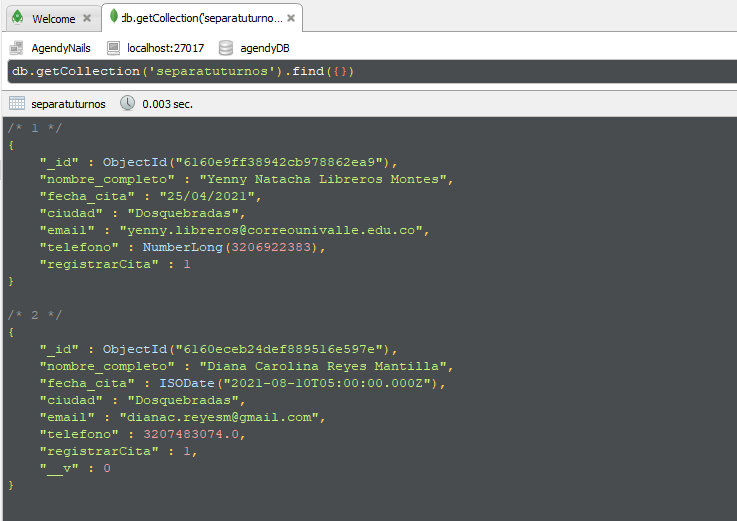 Welcome
db.getCollection('separatuturno...
AgendyNails localhost:27017 agendyDB
db.getCollection('separatuturnos').find({})
separatuturnos 0.003 sec.
/* 1 */
{
"_id" : ObjectId("6160e9ff38942cb978862ea9"),
"nombre_completo" : "Yenny Natacha Libreros Montes",
"fecha_cita" : "25/04/2021",
"ciudad" : "Dosquebradas",
"email" : "yenny.libreros@correounivalle.edu.co",
"telefono" : NumberLong(3206922383),
"registrarCita" : 1
}
/* 2 */
{
"_id" : ObjectId("6160eceb24def889516e597e"),
"nombre_completo" : "Diana Carolina Reyes Mantilla",
"fecha_cita" : ISODate("2021-08-10T05:00:00.000Z"),
"ciudad" : "Dosquebradas",
"email" : "dianac.reyesm@gmail.com",
"telefono" : 3207483074.0,
"registrarCita" : 1,
"__v" : 0
}